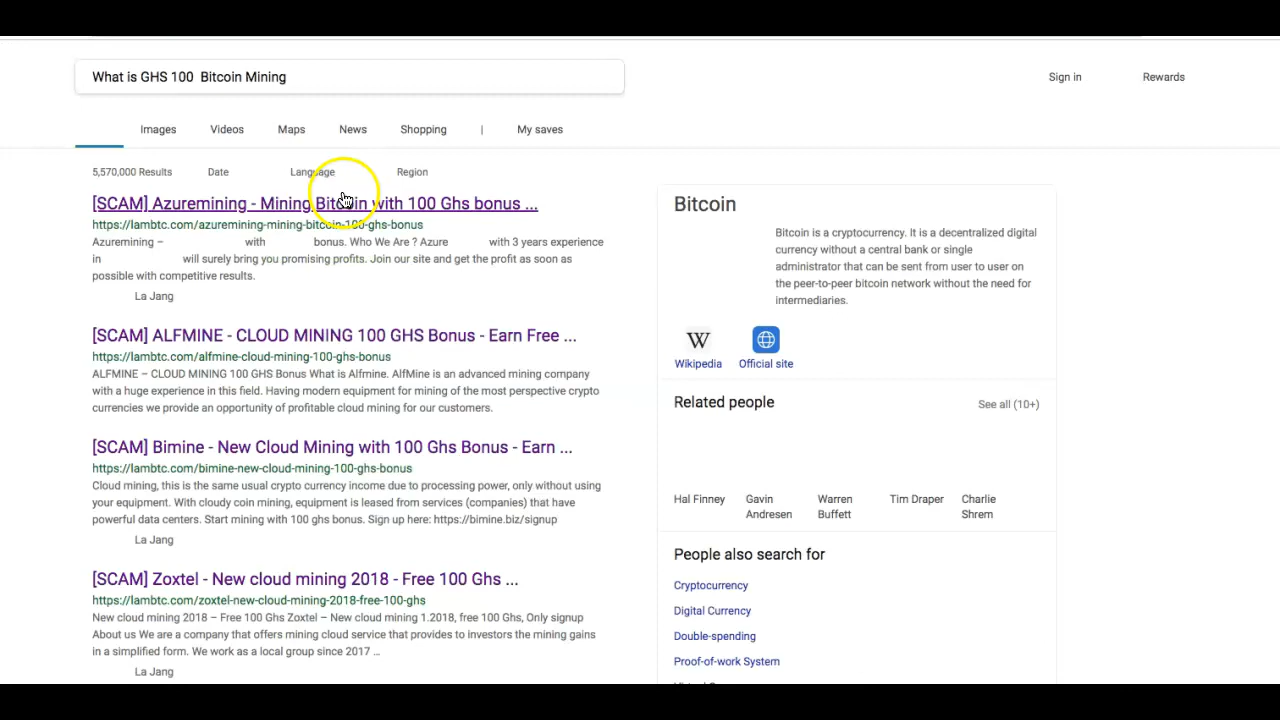 What is GHS 100  Bitcoin Mining
Sign in
Rewards
Images
Videos
Maps
News
Shopping
|
My saves
5,570,000 Results
Date
Language
Region
[SCAM] Azuremining - Mining Bitcoin with 100 Ghs bonus ...
https://lambtc.com/azuremining-mining-bitcoin-100-ghs-bonus
Azuremining – with bonus. Who We Are ? Azure with 3 years experience
in will surely bring you promising profits. Join our site and get the profit as soon as
possible with competitive results.
La Jang
[SCAM] ALFMINE - CLOUD MINING 100 GHS Bonus - Earn Free ...
https://lambtc.com/alfmine-cloud-mining-100-ghs-bonus
ALFMINE – CLOUD MINING 100 GHS Bonus What is Alfmine. AlfMine is an advanced mining company
with a huge experience in this field. Having modern equipment for mining of the most perspective crypto
currencies we provide an opportunity of profitable cloud mining for our customers.
[SCAM] Bimine - New Cloud Mining with 100 Ghs Bonus - Earn ...
https://lambtc.com/bimine-new-cloud-mining-100-ghs-bonus
Cloud mining, this is the same usual crypto currency income due to processing power, only without using
your equipment. With cloudy coin mining, equipment is leased from services (companies) that have
powerful data centers. Start mining with 100 ghs bonus. Sign up here: https://bimine.biz/signup
La Jang
[SCAM] Zoxtel - New cloud mining 2018 - Free 100 Ghs ...
https://lambtc.com/zoxtel-new-cloud-mining-2018-free-100-ghs
New cloud mining 2018 – Free 100 Ghs Zoxtel – New cloud mining 1.2018, free 100 Ghs, Only signup
About us We are a company that offers mining cloud service that provides to investors the mining gains
in a simplified form. We work as a local group since 2017 ...
La Jang
Bitcoin
Bitcoin is a cryptocurrency. It is a decentralized digital
currency without a central bank or single
administrator that can be sent from user to user on
the peer-to-peer bitcoin network without the need for
intermediaries.
W
Wikipedia
Official site
Related people
See all (10+)
Hal Finney
Gavin
Andresen
Warren
Buffett
Tim Draper
Charlie
Shrem
People also search for
Cryptocurrency
Digital Currency
Double-spending
Proof-of-work System